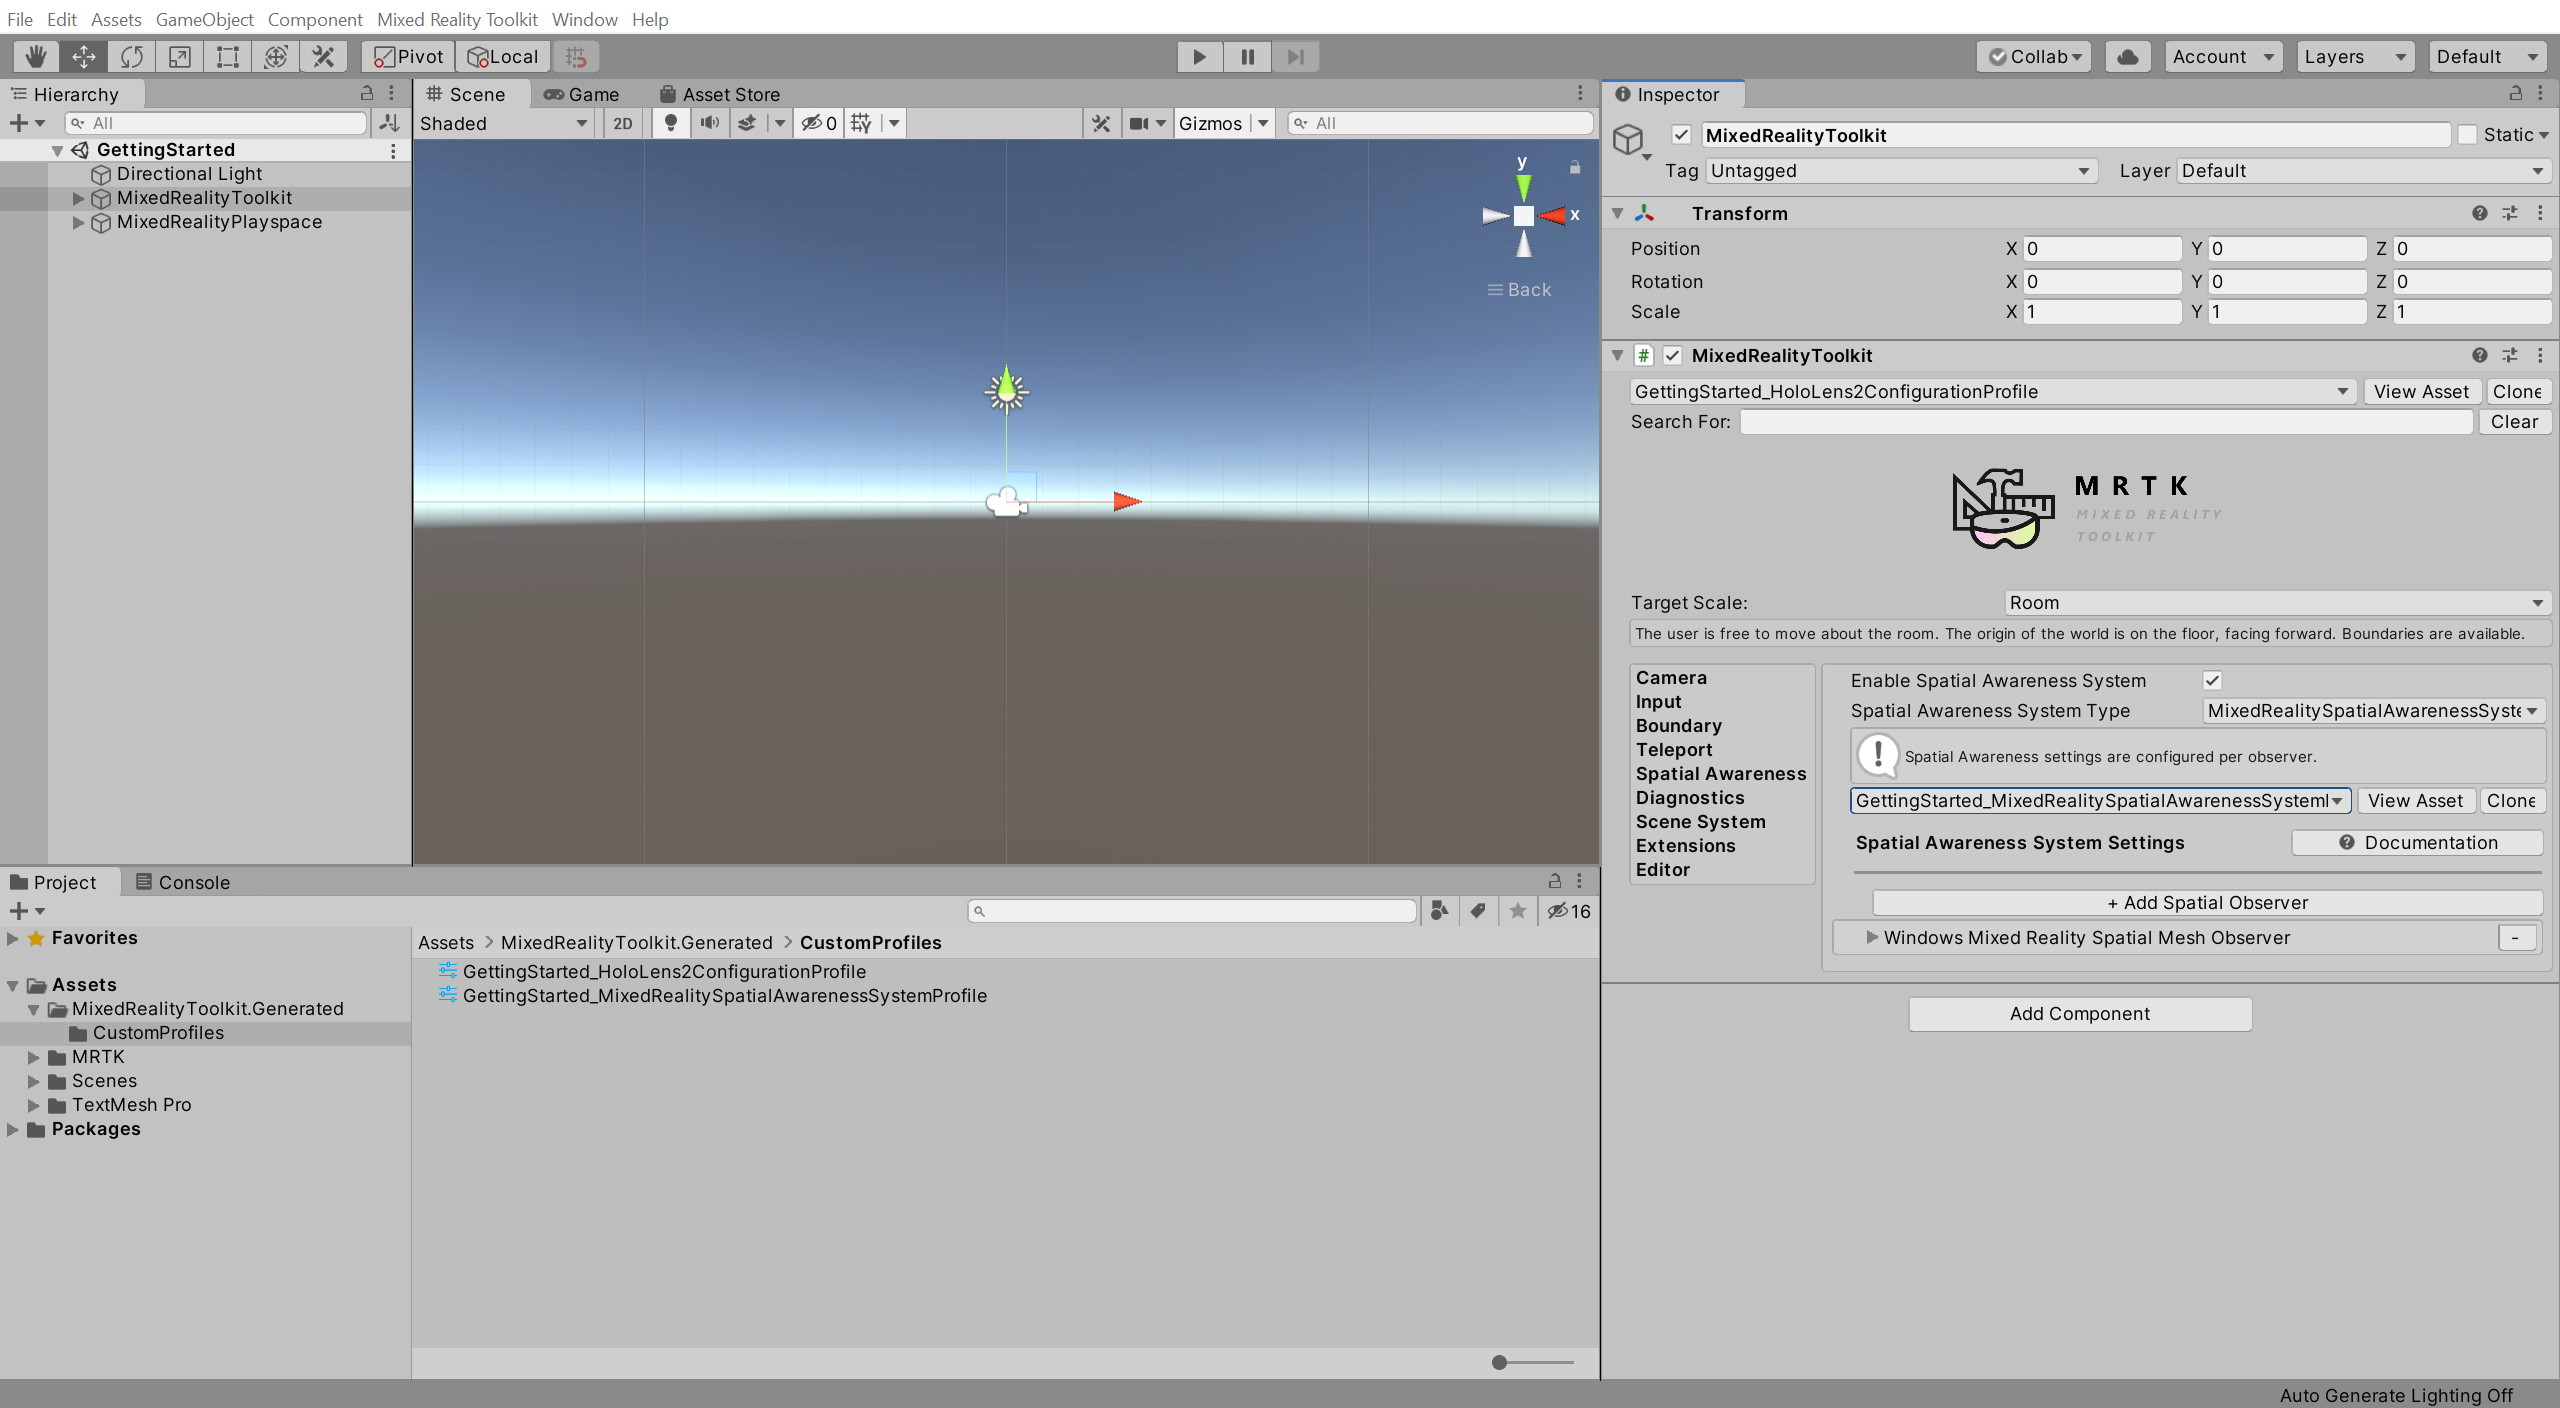 File Edit Assets GameObject Component Mixed Reality Toolkit Window Help
Pivot Local Collab Account Layers Default
Hierarchy
All
GettingStarted
Directional Light
MixedRealityToolkit
MixedRealityPlayspace
Scene Game Asset Store
Shaded 2D 0 Gizmos All
y
x
Back
Project Console
16
Favorites
Assets
MixedRealityToolkit.Generated
CustomProfiles
MRTK
Scenes
TextMesh Pro
Packages
Assets > MixedRealityToolkit.Generated > CustomProfiles
GettingStarted_HoloLens2ConfigurationProfile
GettingStarted_MixedRealitySpatialAwarenessSystemProfile
Inspector
MixedRealityToolkit Static
Tag Untagged Layer Default
Transform
Position X 0 Y 0 Z 0
Rotation X 0 Y 0 Z 0
Scale X 1 Y 1 Z 1
# MixedRealityToolkit
GettingStarted_HoloLens2ConfigurationProfile View Asset Clone
Search For: Clear
MRTK
MIXED REALITY
TOOLKIT
Target Scale: Room
The user is free to move about the room. The origin of the world is on the floor, facing forward. Boundaries are available.
Camera
Input
Boundary
Teleport
Spatial Awareness
Diagnostics
Scene System
Extensions
Editor
Enable Spatial Awareness System
Spatial Awareness System Type MixedRealitySpatialAwarenessSyste
Spatial Awareness settings are configured per observer.
GettingStarted_MixedRealitySpatialAwarenessSystem View Asset Clone
Spatial Awareness System Settings Documentation
+ Add Spatial Observer
Windows Mixed Reality Spatial Mesh Observer -
Add Component
Auto Generate Lighting Off